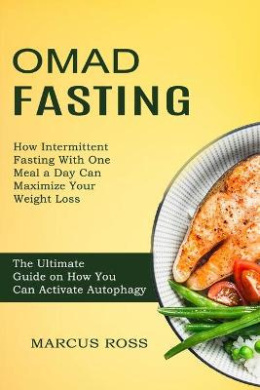 OMAD
FASTING
How Intermittent
Fasting With One
Meal a Day Can
Maximize Your
Weight Loss
The Ultimate
Guide on How You
Can Activate Autophagy
MARCUS ROSS